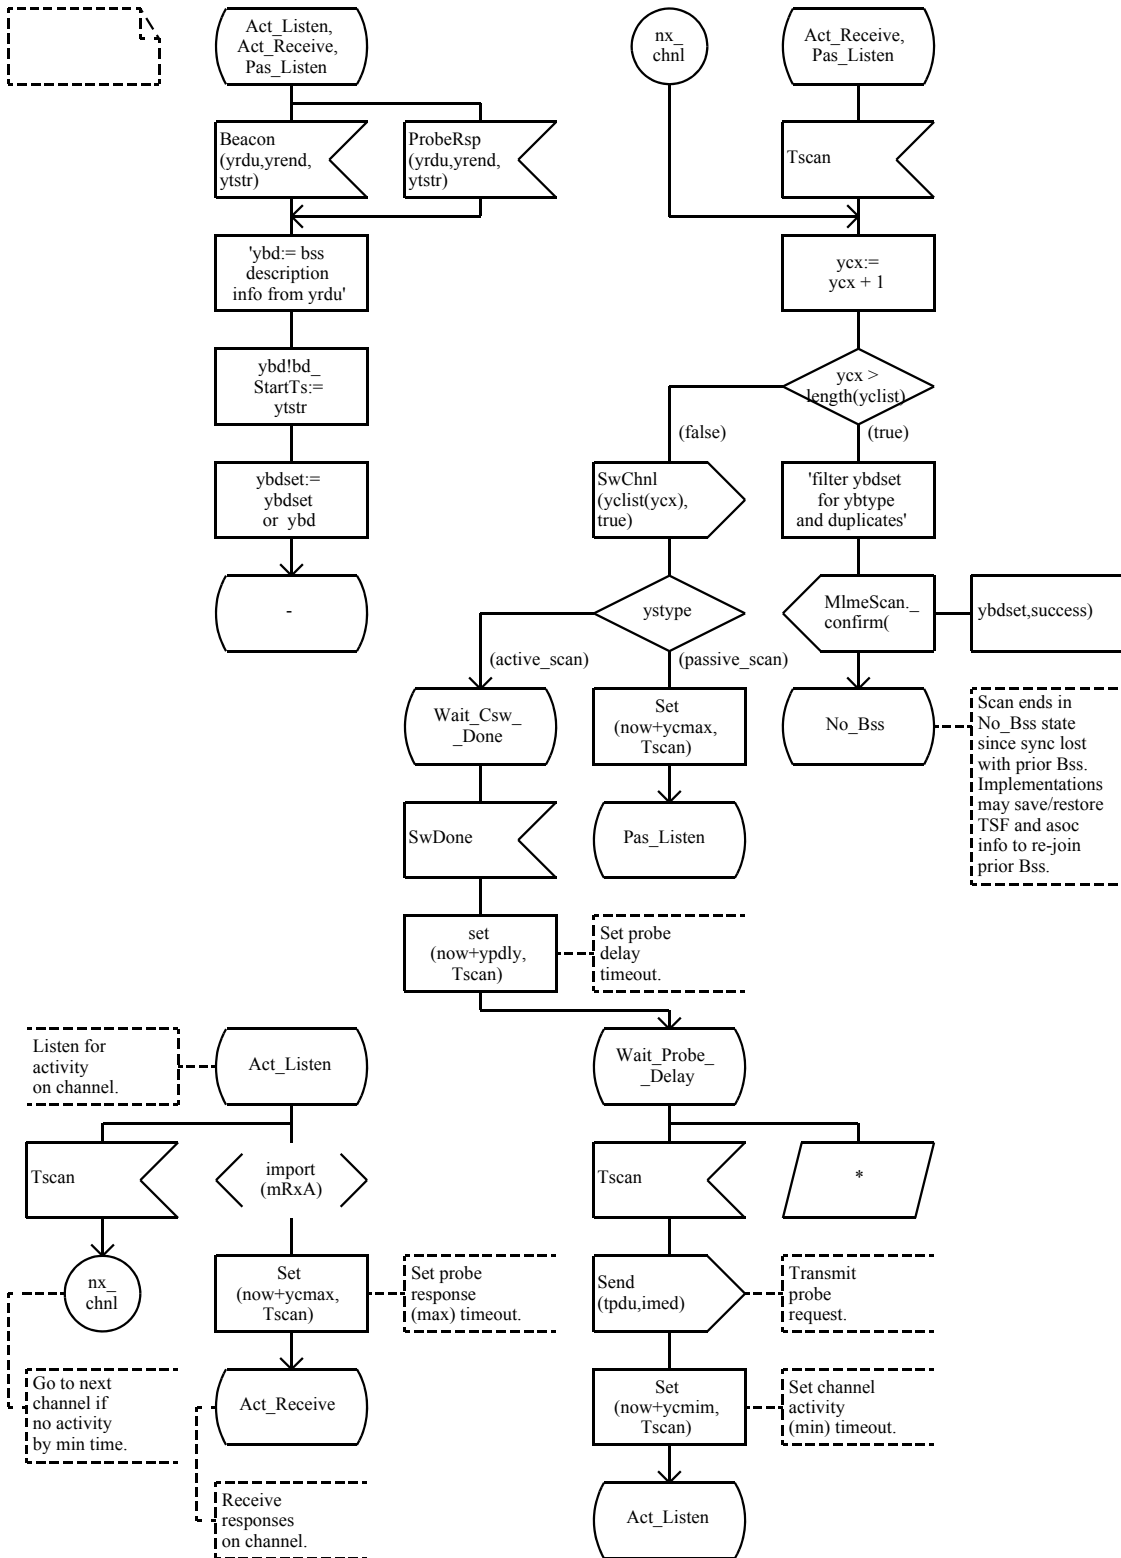 Act_Listen,
Act_Receive,
Pas_Listen
nx_
chnl
Act_Receive,
Pas_Listen
Beacon
(yrdu,yrend,
ytstr)
ProbeRsp
(yrdu,yrend,
ytstr)
Tscan
'ybd:= bss
description
info from yrdu'
ycx:=
ycx + 1
ybd!bd_
StartTs:=
ytstr
ycx >
length(yclist)
(false)
(true)
ybdset:=
ybdset
or ybd
SwChnl
(yclist(ycx),
true)
'filter ybdset
for ybtype
and duplicates'
-
ystype
MlmeScan._
confirm(
ybdset,success)
(active_scan)
(passive_scan)
Wait_Csw_
_Done
Set
(now+ycmax,
Tscan)
No_Bss
Scan ends in
No_Bss state
since sync lost
with prior Bss.
Implementations
may save/restore
TSF and asoc
info to re-join
prior Bss.
SwDone
Pas_Listen
set
(now+ypdly,
Tscan)
Set probe
delay
timeout.
Listen for
activity
on channel.
Act_Listen
Wait_Probe_
_Delay
Tscan
import
(mRxA)
Tscan
*
nx_
chnl
Set
(now+ycmax,
Tscan)
Set probe
response
(max) timeout.
Send
(tpdu,imed)
Transmit
probe
request.
Go to next
channel if
no activity
by min time.
Act_Receive
Set
(now+ycmim,
Tscan)
Set channel
activity
(min) timeout.
Receive
responses
on channel.
Act_Listen